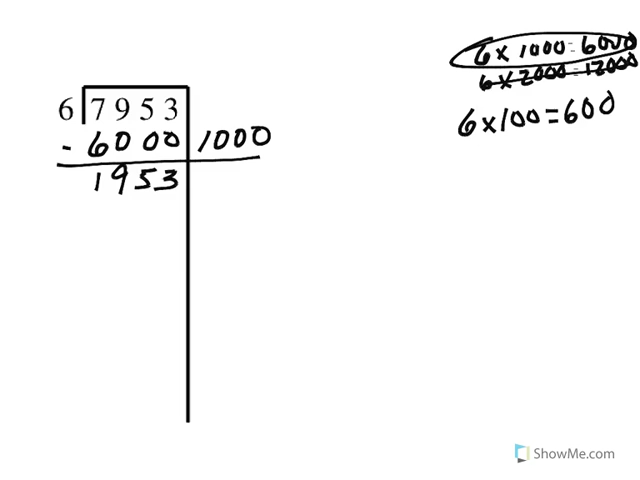 6 x 1000 = 6000
6 x 2000 = 12000
6 x 100 = 600
6 7953
- 6000 1000
1953
ShowMe.com